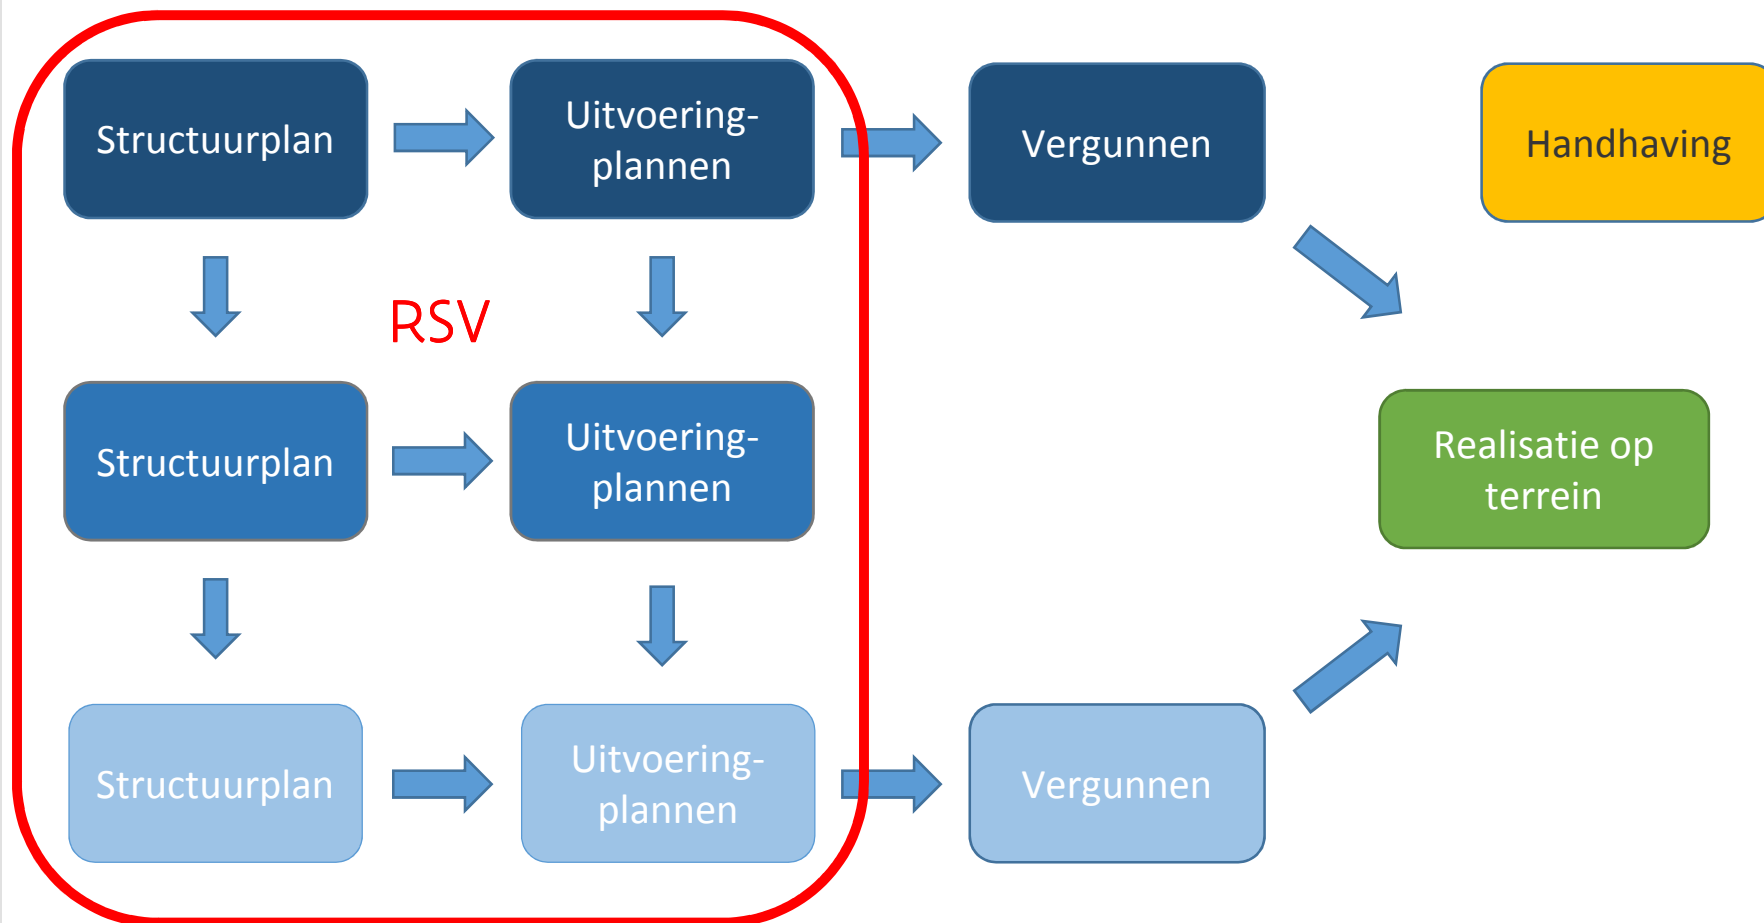 Structuurplan
Uitvoering-
plannen
Vergunnen
Handhaving
RSV
Structuurplan
Uitvoering-
plannen
Realisatie op
terrein
Structuurplan
Uitvoering-
plannen
Vergunnen